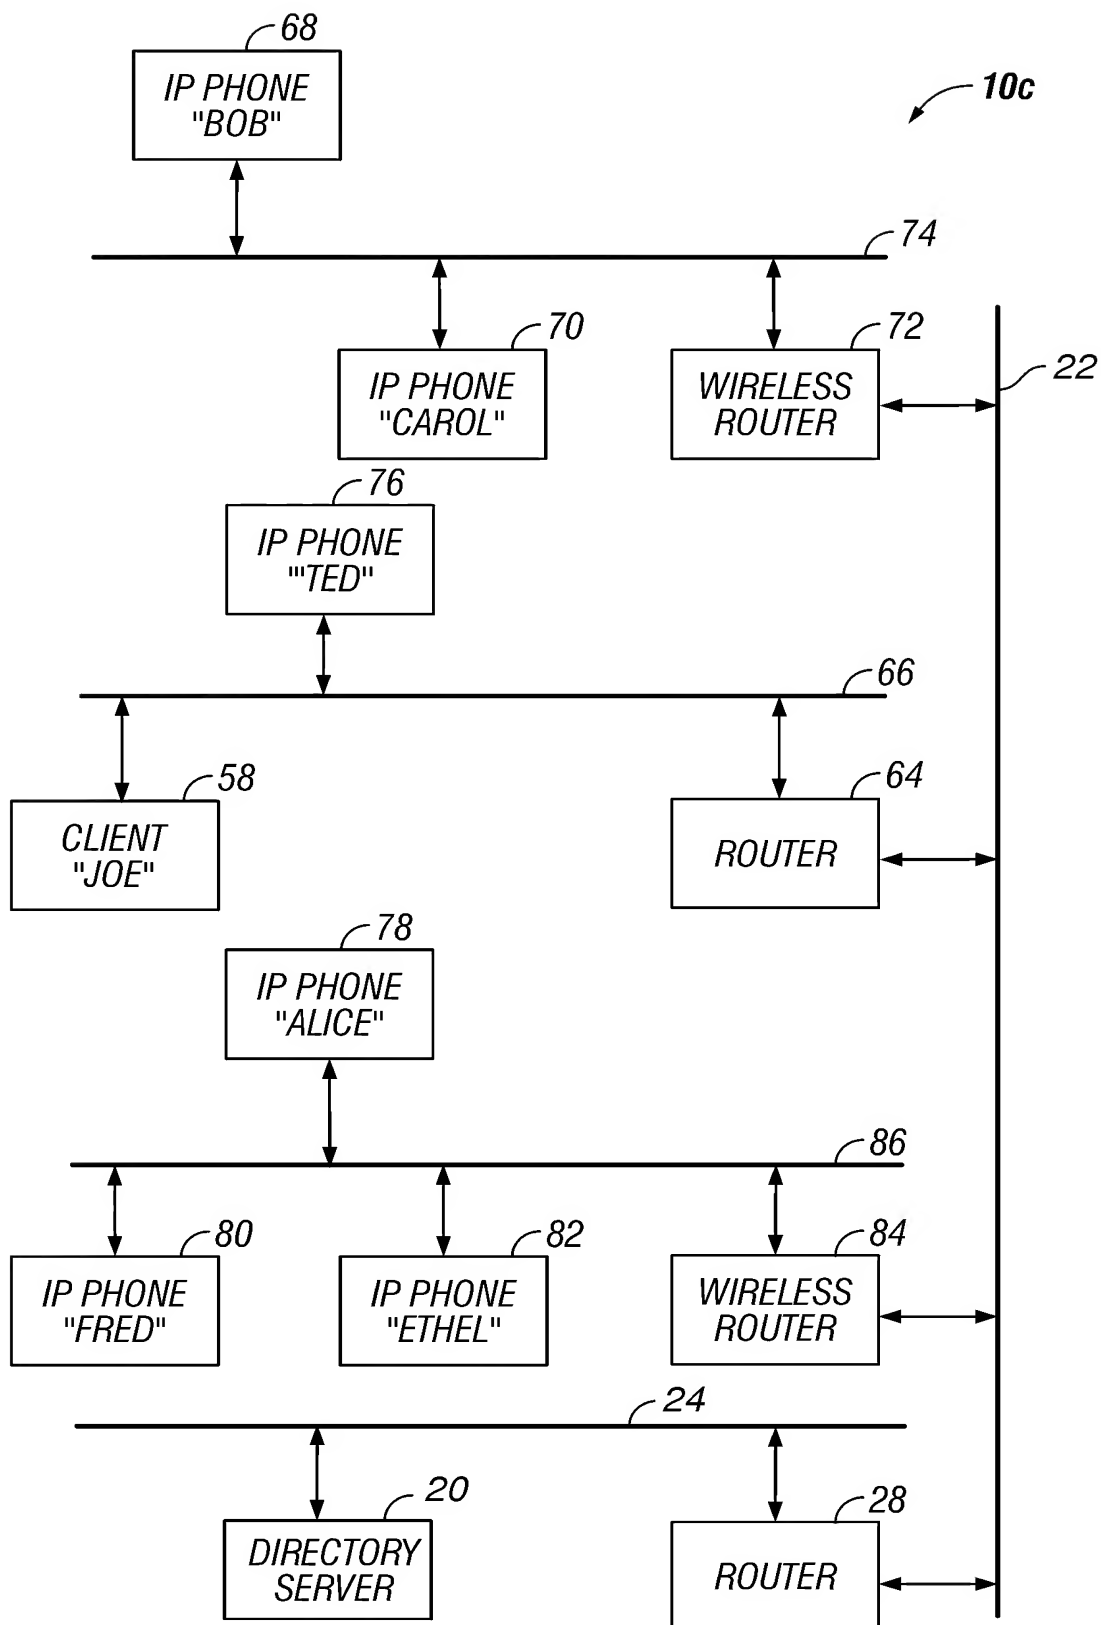 68
IP PHONE
"BOB"
10c
74
70
72
IP PHONE
"CAROL"
WIRELESS
ROUTER
22
76
IP PHONE
"'TED"
66
58
64
CLIENT
"JOE"
ROUTER
78
IP PHONE
"ALICE"
86
80
82
84
IP PHONE
"FRED"
IP PHONE
"ETHEL"
WIRELESS
ROUTER
24
20
28
DIRECTORY
SERVER
ROUTER